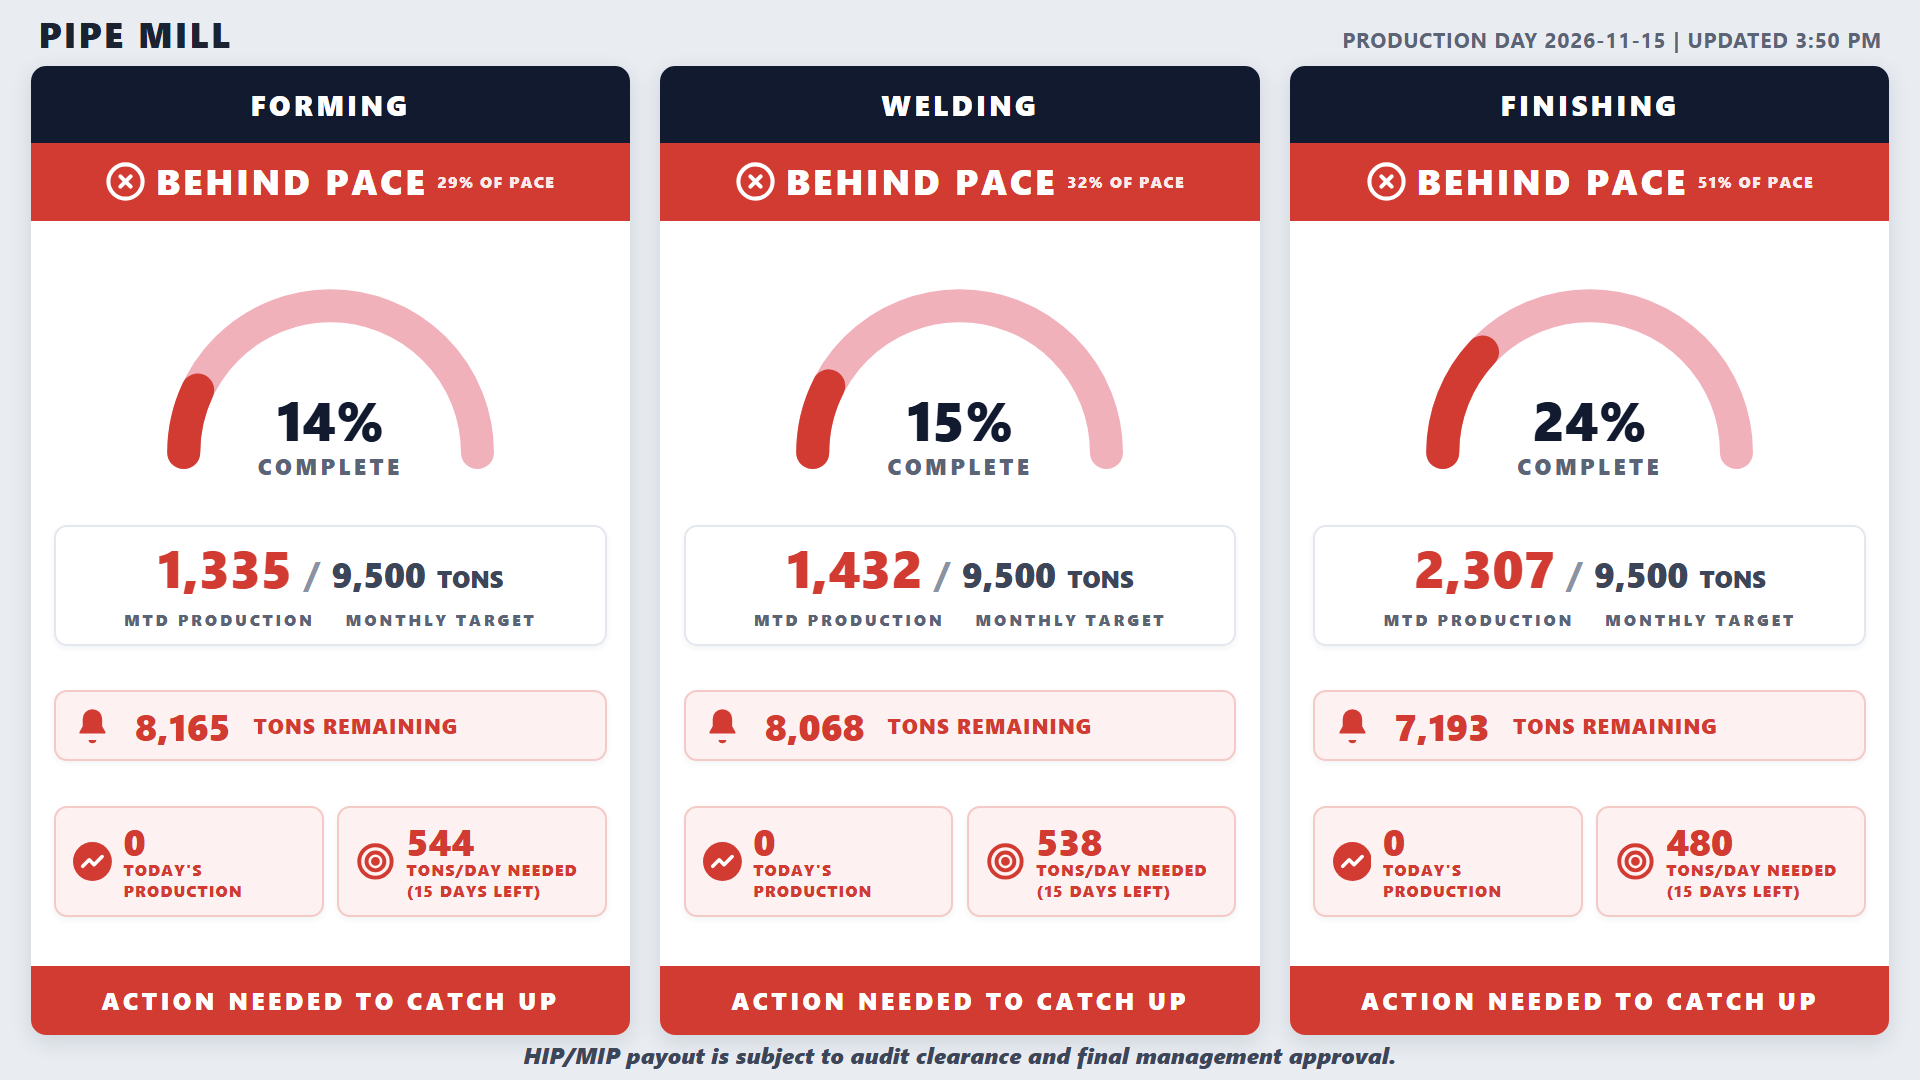 PIPE MILL
PRODUCTION DAY 2026-11-15 | UPDATED 3:50 PM
FORMING
BEHIND PACE 29% OF PACE
14%
COMPLETE
1,335 / 9,500 TONS
MTD PRODUCTION MONTHLY TARGET
8,165 TONS REMAINING
0
TODAY'S
PRODUCTION
544
TONS/DAY NEEDED
(15 DAYS LEFT)
ACTION NEEDED TO CATCH UP
WELDING
BEHIND PACE 32% OF PACE
15%
COMPLETE
1,432 / 9,500 TONS
MTD PRODUCTION MONTHLY TARGET
8,068 TONS REMAINING
0
TODAY'S
PRODUCTION
538
TONS/DAY NEEDED
(15 DAYS LEFT)
ACTION NEEDED TO CATCH UP
FINISHING
BEHIND PACE 51% OF PACE
24%
COMPLETE
2,307 / 9,500 TONS
MTD PRODUCTION MONTHLY TARGET
7,193 TONS REMAINING
0
TODAY'S
PRODUCTION
480
TONS/DAY NEEDED
(15 DAYS LEFT)
ACTION NEEDED TO CATCH UP
HIP/MIP payout is subject to audit clearance and final management approval.